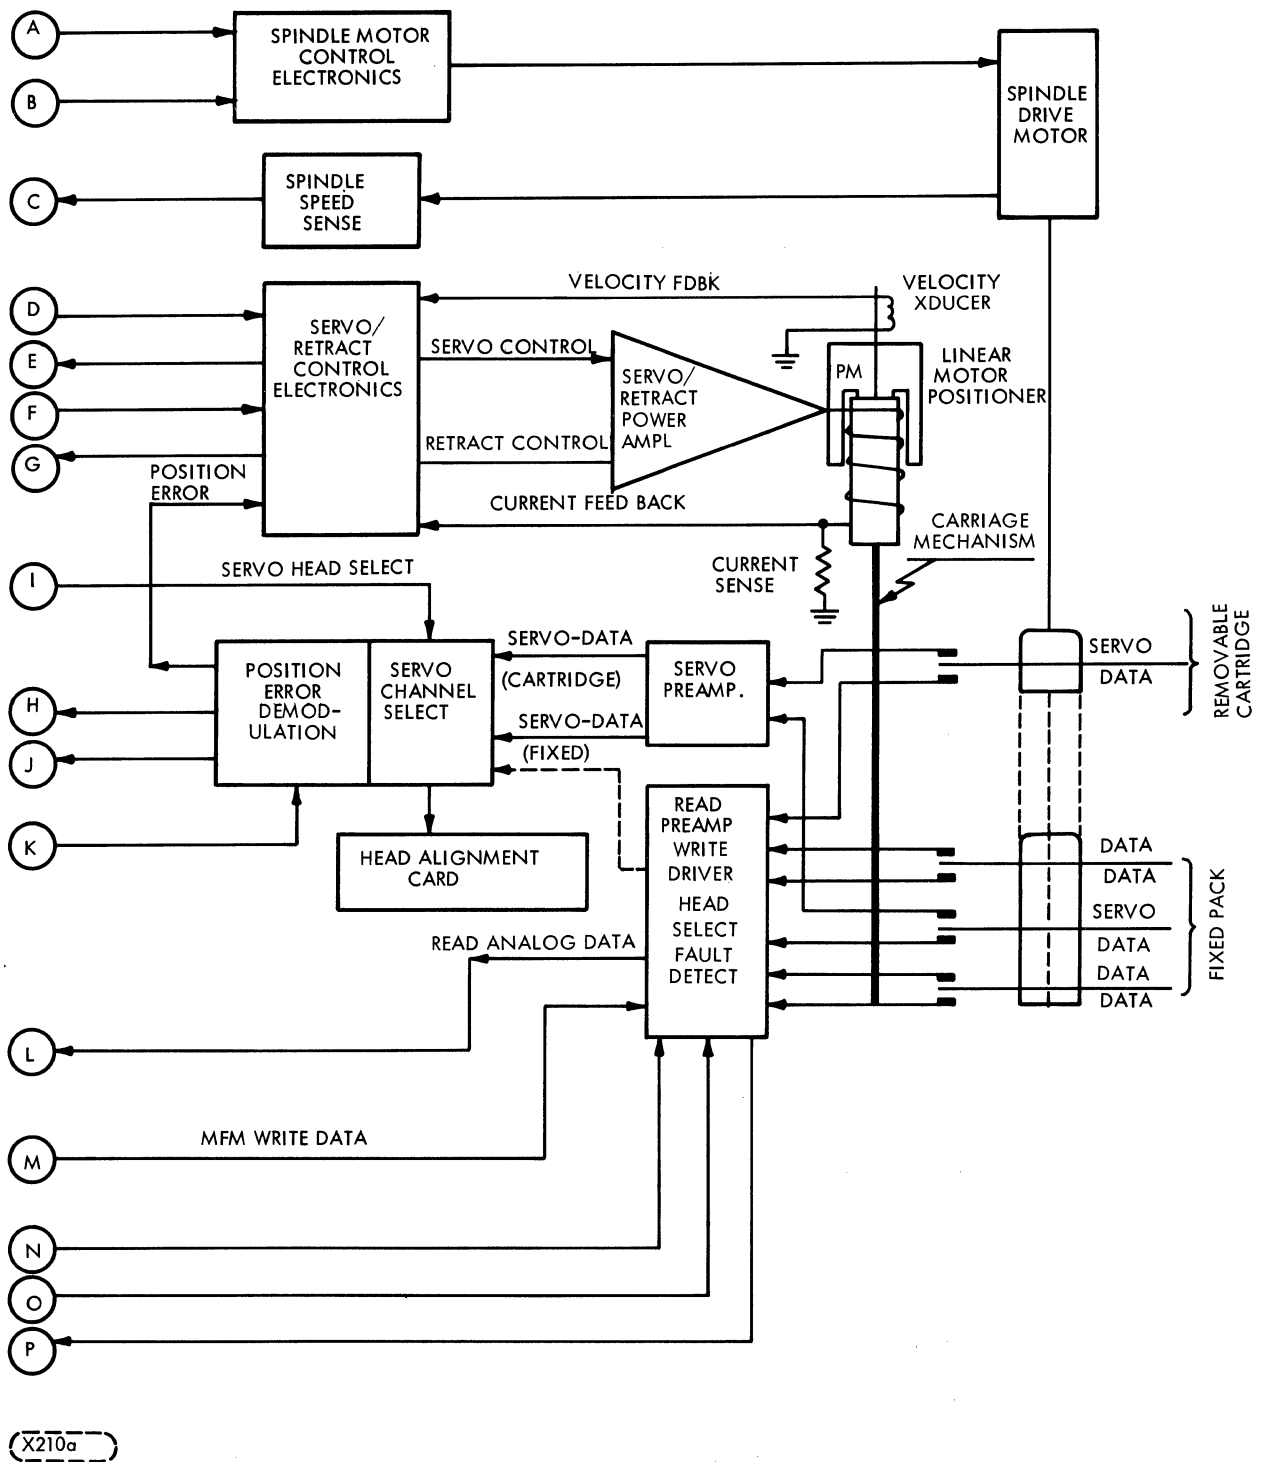 A
SPINDLE MOTOR
CONTROL
ELECTRONICS
B
SPINDLE
DRIVE
MOTOR
C
SPINDLE
SPEED
SENSE
D
E
F
G
SERVO/
RETRACT
CONTROL
ELECTRONICS
VELOCITY FDBK
VELOCITY
XDUCER
SERVO CONTROL
SERVO/
RETRACT
POWER
AMPL
RETRACT CONTROL
PM
LINEAR
MOTOR
POSITIONER
POSITION
ERROR
CURRENT FEED BACK
CURRENT
SENSE
CARRIAGE
MECHANISM
I
SERVO HEAD SELECT
POSITION
ERROR
DEMOD-
ULATION
SERVO
CHANNEL
SELECT
SERVO-DATA
(CARTRIDGE)
SERVO-DATA
(FIXED)
SERVO
PREAMP.
SERVO
DATA
REMOVABLE
CARTRIDGE
H
J
K
HEAD ALIGNMENT
CARD
READ
PREAMP
WRITE
DRIVER
HEAD
SELECT
FAULT
DETECT
DATA
DATA
SERVO
DATA
DATA
DATA
FIXED PACK
READ ANALOG DATA
L
MFM WRITE DATA
M
N
O
P
X210a